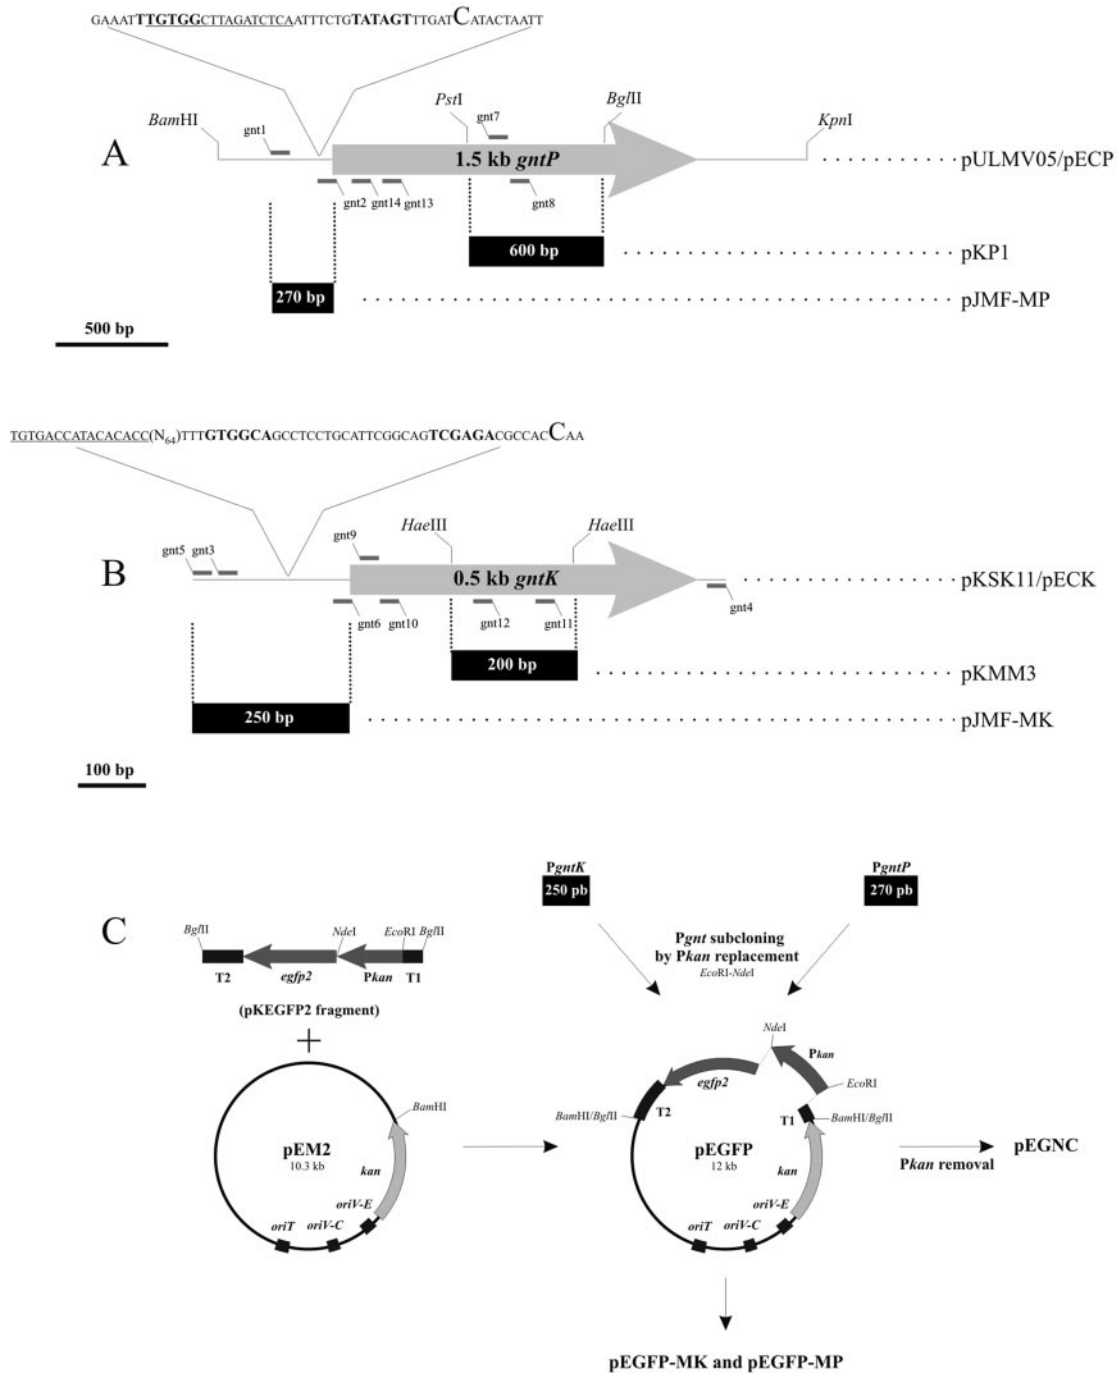 GAAATTTGTGGCTTAGATCTCAATTTCTGTATAGTTTGATCATACTAATT
PstI
BglII
BamHI
gnt1
gnt7
KpnI
A
1.5 kb gntP
pULMV05/pECP
gnt2
gnt14
gnt13
gnt8
600 bp
pKP1
270 bp
pJMF-MP
500 bp
TGTGACCATACACACC(N64)TTTGTGGCAGCCTCCTGCATTCGGCAGTCGAGACGCCACCAA
HaeIII
HaeIII
gnt9
gnt5
gnt3
B
0.5 kb gntK
pKSK11/pECK
gnt4
gnt6
gnt10
gnt12
gnt11
200 bp
pKMM3
250 bp
pJMF-MK
100 bp
PgntK
PgntP
250 pb
270 pb
C
BglII
NdeI
EcoRI
BglII
T2
egfp2
Pkan
T1
Pgnt subcloning
by Pkan replacement
EcoRI-NdeI
(pKEGFP2 fragment)
+
NdeI
Pkan
egfp2
EcoRI
BamHI
T2
BamHI/BglII
T1
BamHI/BglII
pEM2
10.3 kb
kan
pEGFP
12 kb
kan
pEGNC
Pkan removal
oriV-E
oriT
oriV-C
oriV-E
oriT
oriV-C
pEGFP-MK and pEGFP-MP